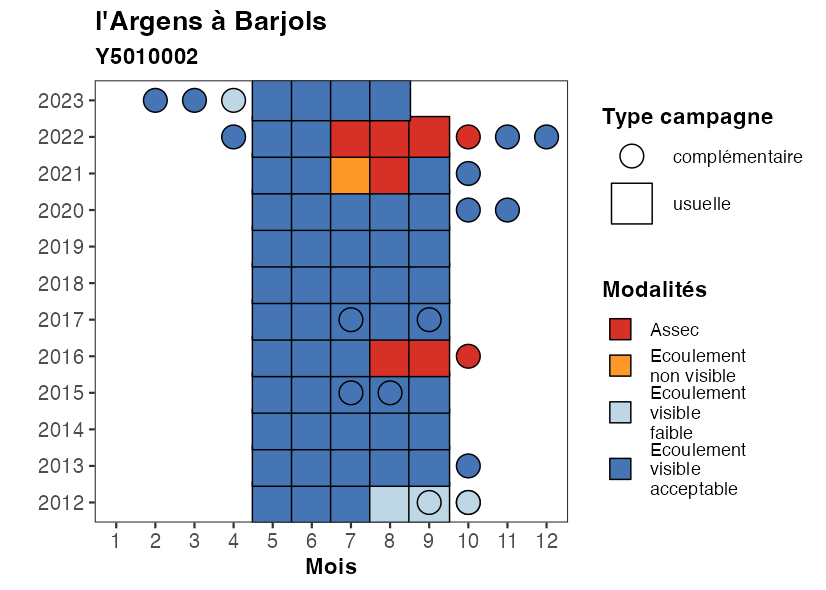 l'Argens à Barjols
Y5010002
2023
2022
2021
2020
2019
2018
2017
2016
2015
2014
2013
2012
1 2 3 4 5 6 7 8 9 10 11 12
Mois
Type campagne
complémentaire
usuelle
Modalités
Assec
Ecoulement
non visible
Ecoulement
visible
faible
Ecoulement
visible
acceptable